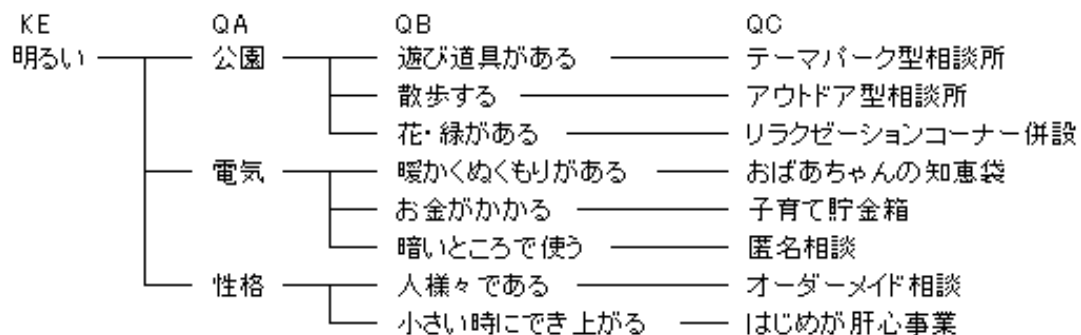 KE QA QB QC
明るい 公園 遊び道具がある テーマパーク型相談所
散歩する アウトドア型相談所
花・緑がある リラクゼーションコーナー併設
電気 暖かくぬくもりがある おばあちゃんの知恵袋
お金がかかる 子育て貯金箱
暗いところで使う 匿名相談
性格 人様々である オーダーメイド相談
小さい時にでき上がる はじめが肝心事業